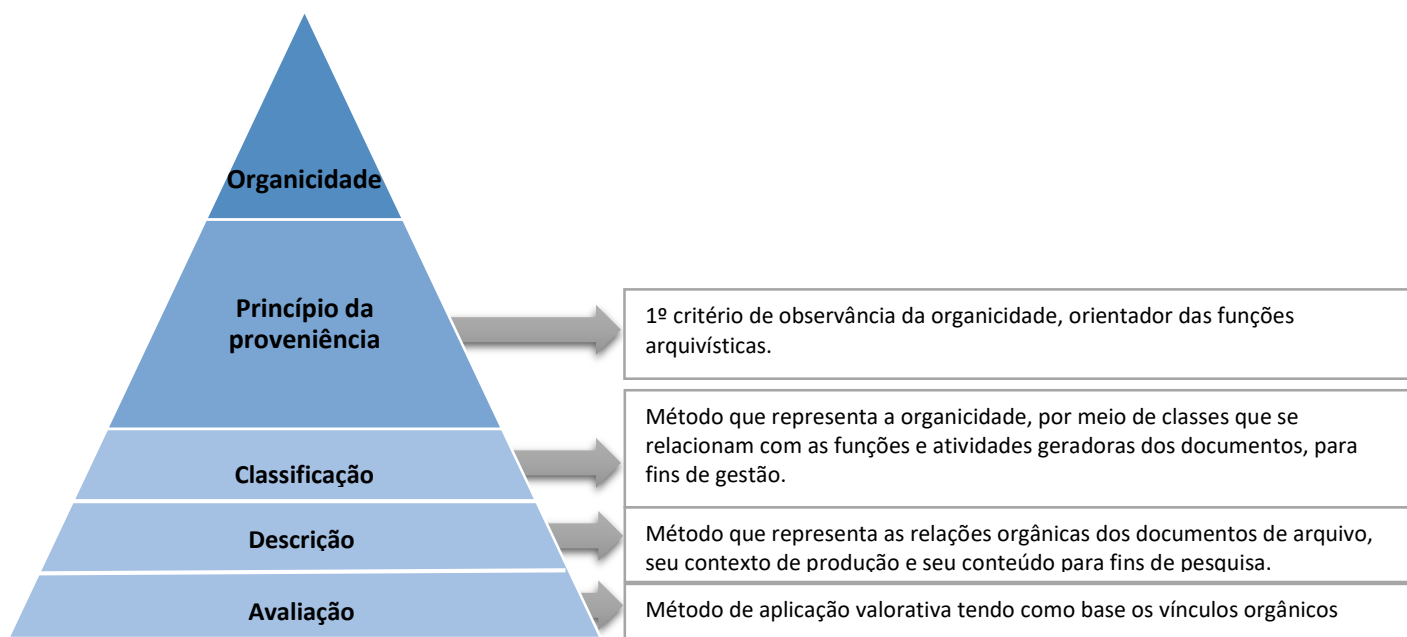 Organicidade
Princípio da
proveniência
1º critério de observância da organicidade, orientador das funções
arquivísticas.
Classificação
Método que representa a organicidade, por meio de classes que se
relacionam com as funções e atividades geradoras dos documentos, para
fins de gestão.
Descrição
Método que representa as relações orgânicas dos documentos de arquivo,
seu contexto de produção e seu conteúdo para fins de pesquisa.
Avaliação
Método de aplicação valorativa tendo como base os vínculos orgânicos